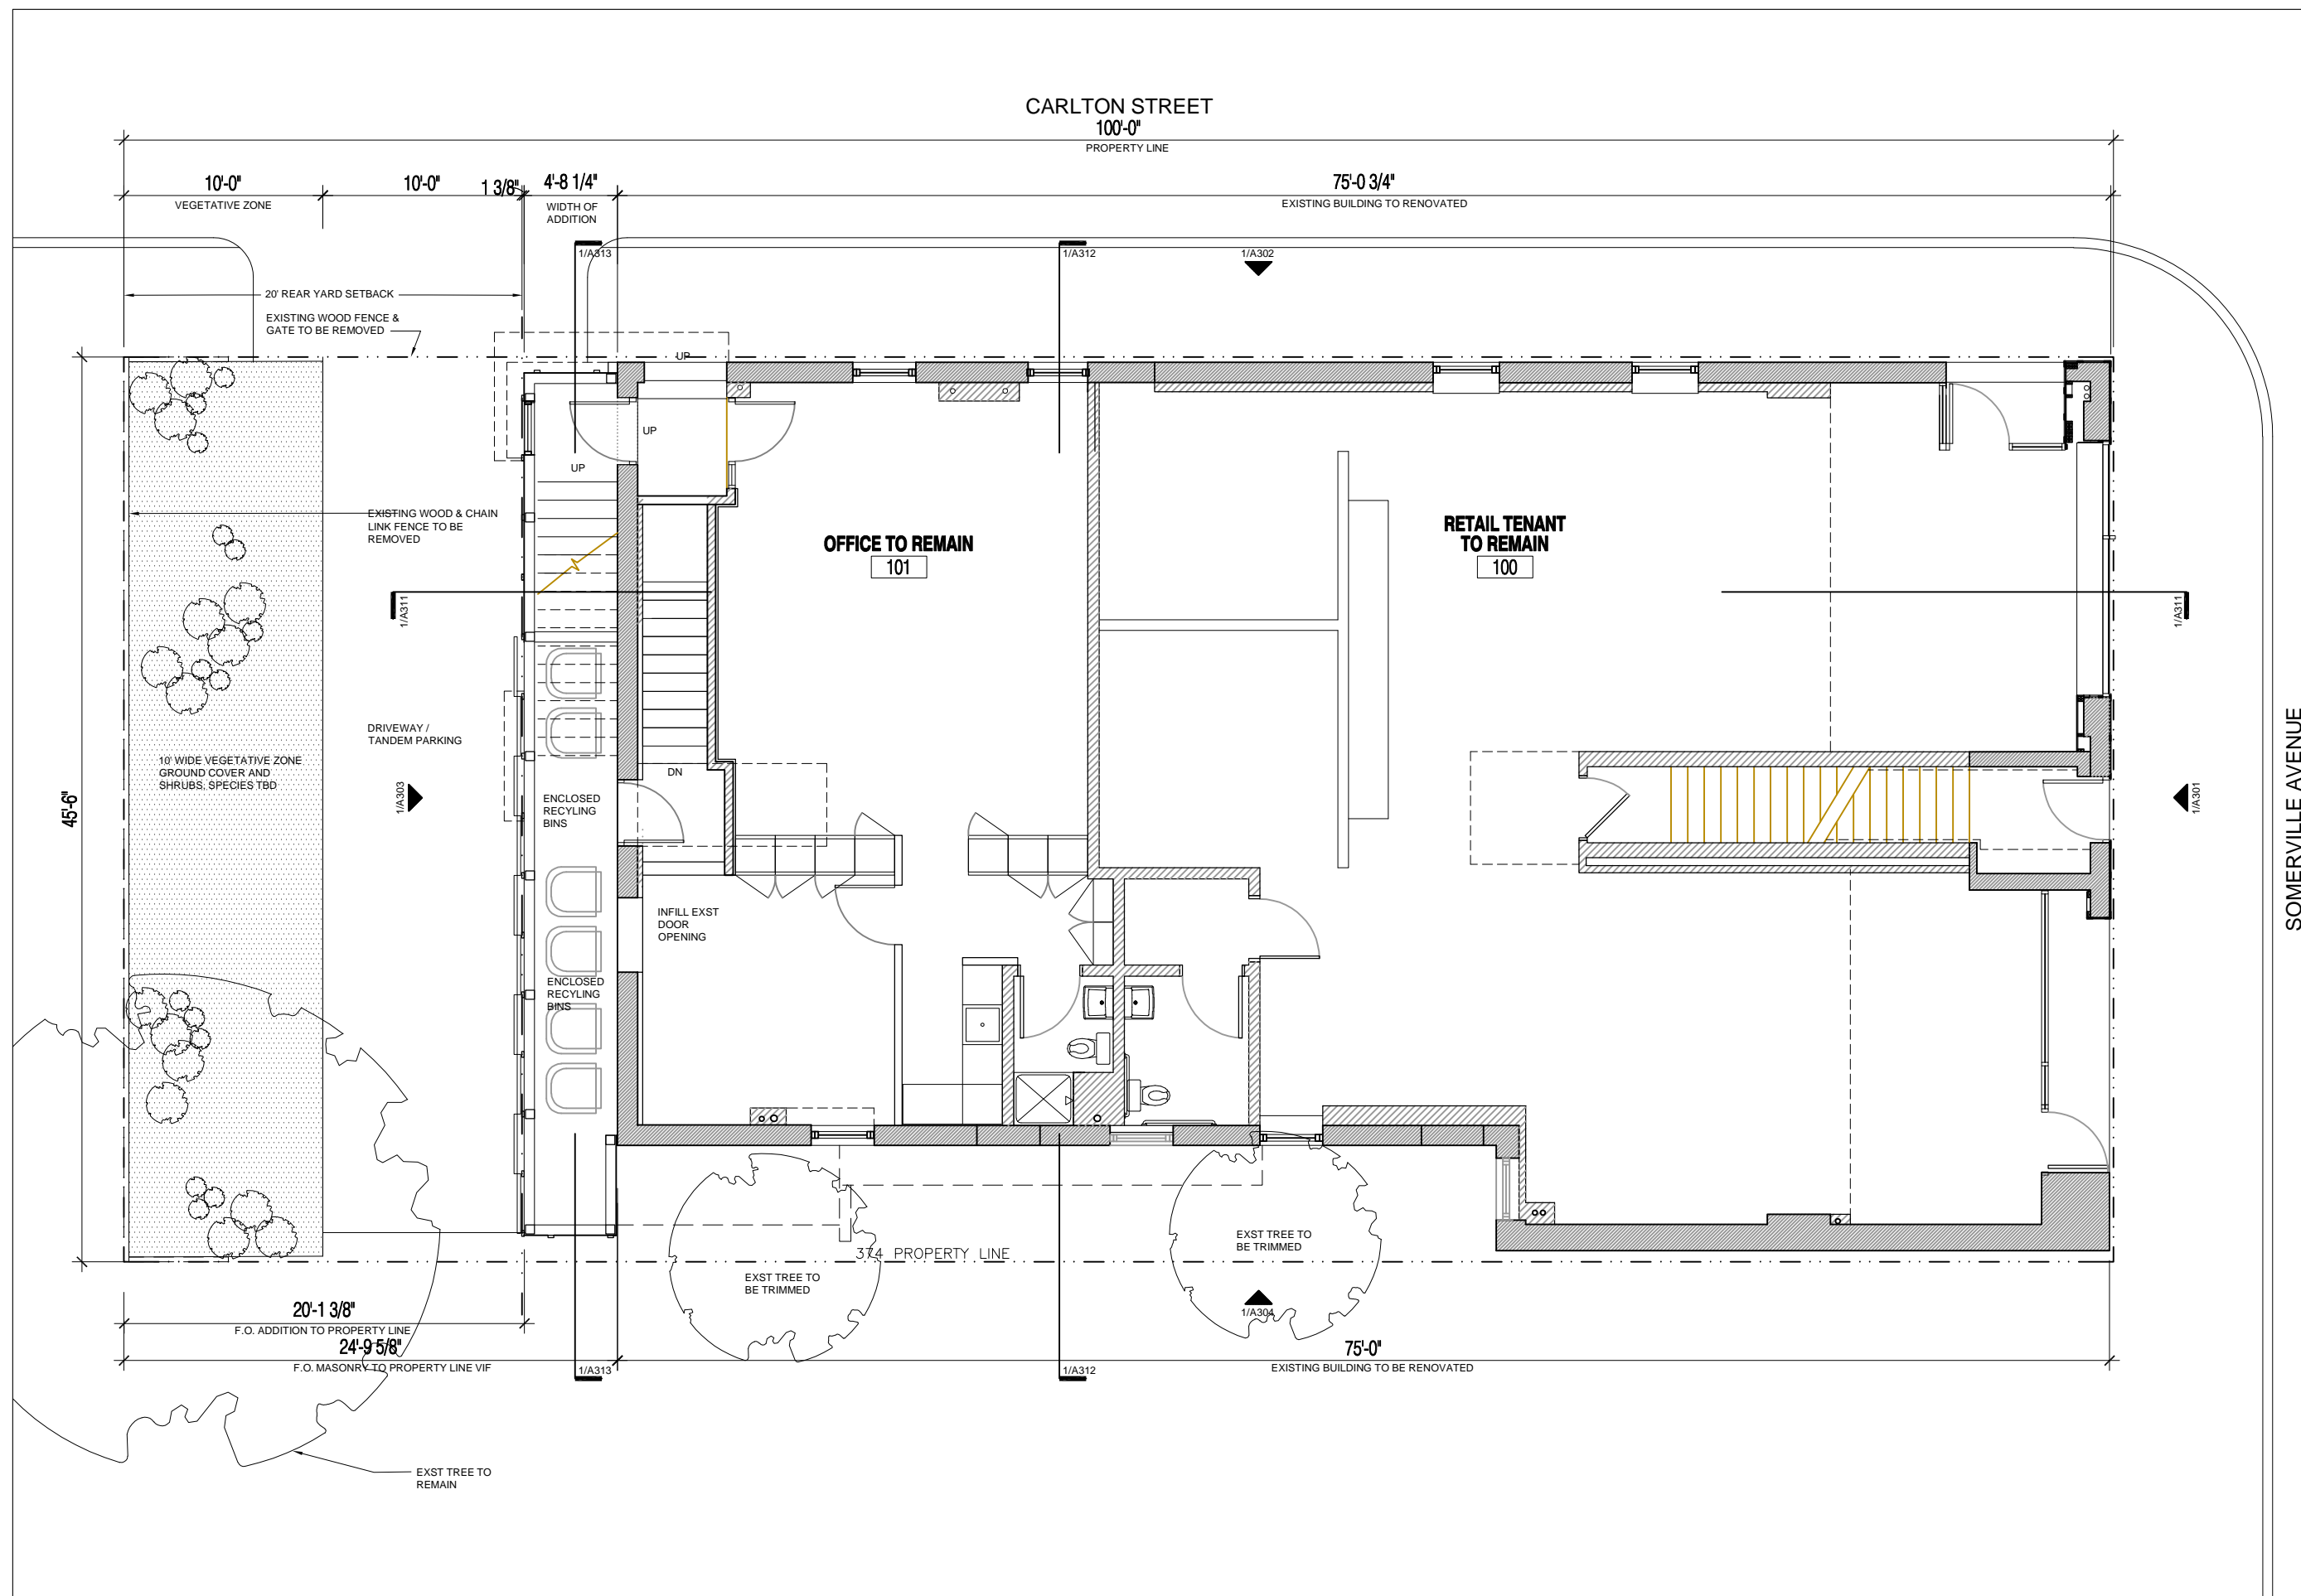 CARLTON STREET
100'-0"
PROPERTY LINE
10'-0"
VEGETATIVE ZONE
10'-0"
1 3/8"
4'-8 1/4"
WIDTH OF
ADDITION
75'-0 3/4"
EXISTING BUILDING TO RENOVATED
1/A313
1/A312
1/A302
20' REAR YARD SETBACK
EXISTING WOOD FENCE &
GATE TO BE REMOVED
UP
UP
UP
EXISTING WOOD & CHAIN
LINK FENCE TO BE
REMOVED
OFFICE TO REMAIN
101
RETAIL TENANT
TO REMAIN
100
1/A311
1/A311
DRIVEWAY /
TANDEM PARKING
10' WIDE VEGETATIVE ZONE
GROUND COVER AND
SHRUBS, SPECIES TBD
45'-6"
1/A303
DN
ENCLOSED
RECYLING
BINS
1/A301
SOMERVILLE AVENUE
INFILL EXST
DOOR
OPENING
ENCLOSED
RECYLING
BINS
EXST TREE TO
BE TRIMMED
374 PROPERTY LINE
EXST TREE TO
BE TRIMMED
1/A304
20'-1 3/8"
F.O. ADDITION TO PROPERTY LINE
24'-9 5/8"
F.O. MASONRY TO PROPERTY LINE VIF
1/A313
1/A312
75'-0"
EXISTING BUILDING TO BE RENOVATED
EXST TREE TO
REMAIN